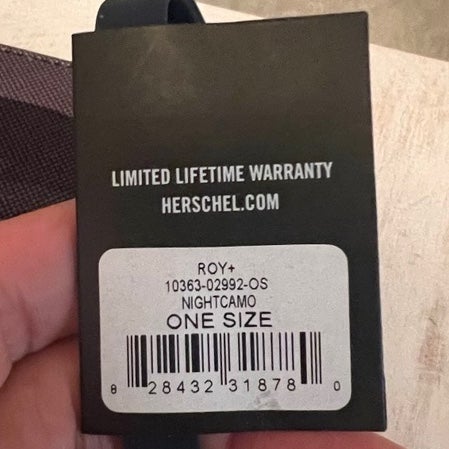 LIMITED LIFETIME WARRANTY
HERSCHEL.COM
ROY+
10363-02992-OS
NIGHTCAMO
ONE SIZE
8 28432 31878 0